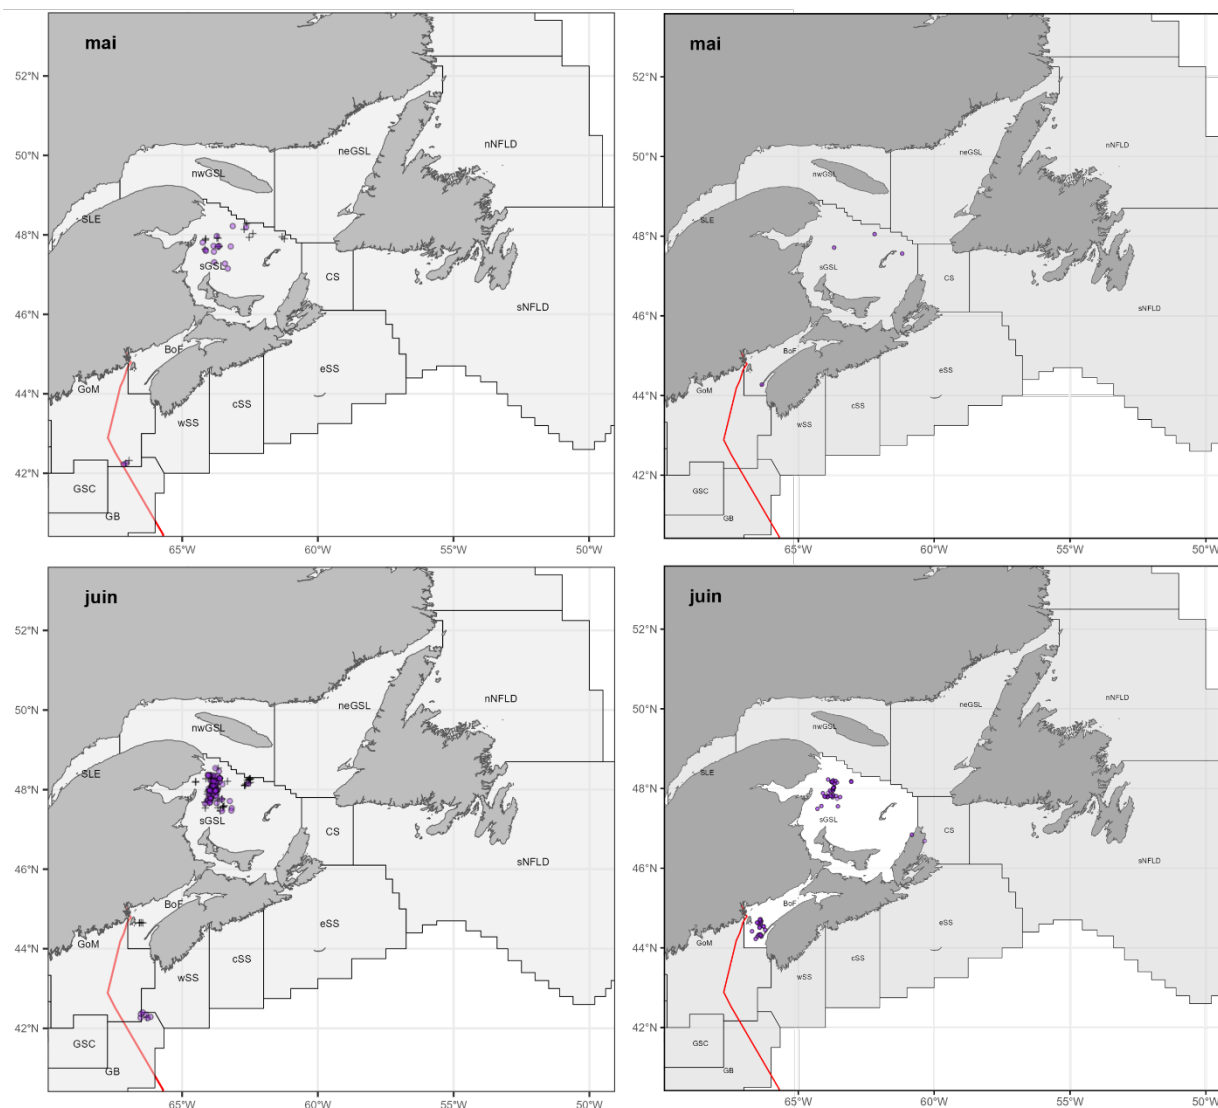 mai
52°N
50°N
48°N
46°N
44°N
42°N
nwGSL
neGSL
nNFLD
SLE
sGSL
CS
sNFLD
BoF
eSS
GoM
cSS
wSS
GSC
GB
65°W
60°W
55°W
50°W
mai
52°N
50°N
48°N
46°N
44°N
42°N
nwGSL
neGSL
nNFLD
SLE
sGSL
CS
sNFLD
BoF
eSS
GoM
cSS
wSS
GSC
GB
65°W
60°W
55°W
50°W
juin
52°N
50°N
48°N
46°N
44°N
42°N
nwGSL
neGSL
nNFLD
SLE
sGSL
CS
sNFLD
BoF
eSS
GoM
cSS
wSS
GSC
GB
65°W
60°W
55°W
50°W
juin
52°N
50°N
48°N
46°N
44°N
42°N
nwGSL
neGSL
nNFLD
SLE
sGSL
CS
sNFLD
BoF
eSS
GoM
cSS
wSS
GSC
GB
65°W
60°W
55°W
50°W